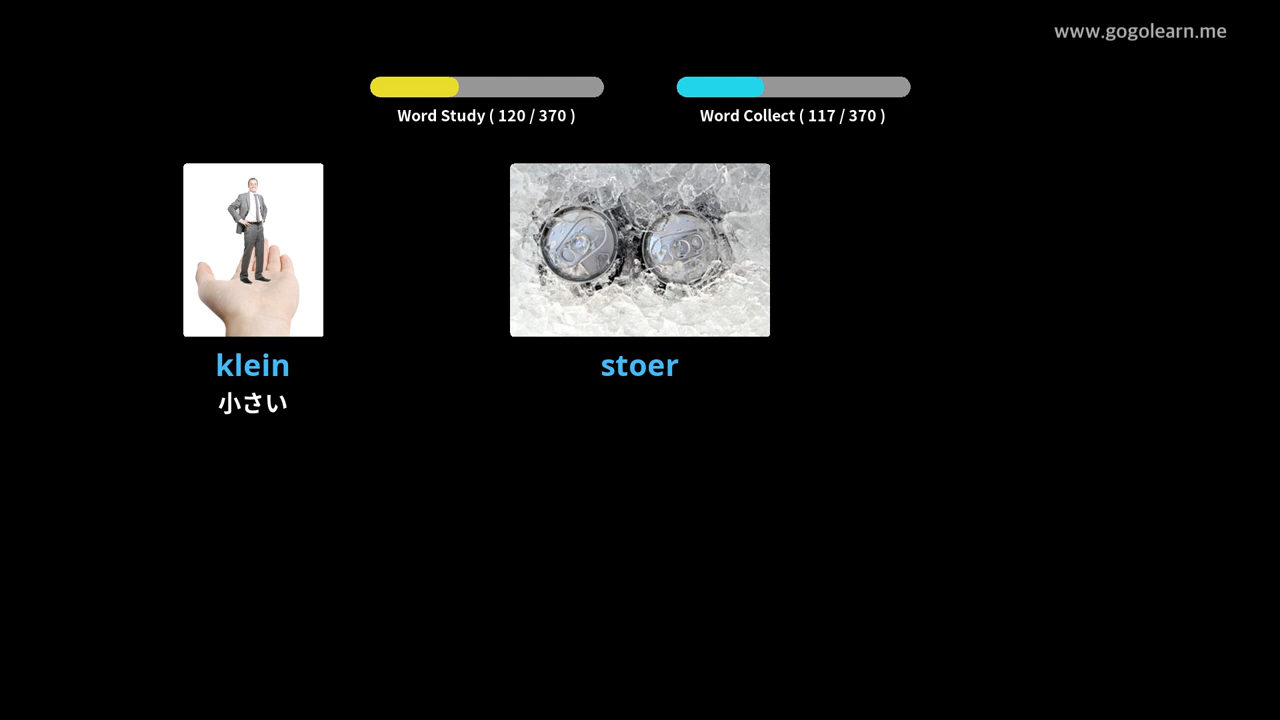 www.gogolearn.me
Word Study ( 120 / 370 )
Word Collect ( 117 / 370 )
klein
小さい
stoer